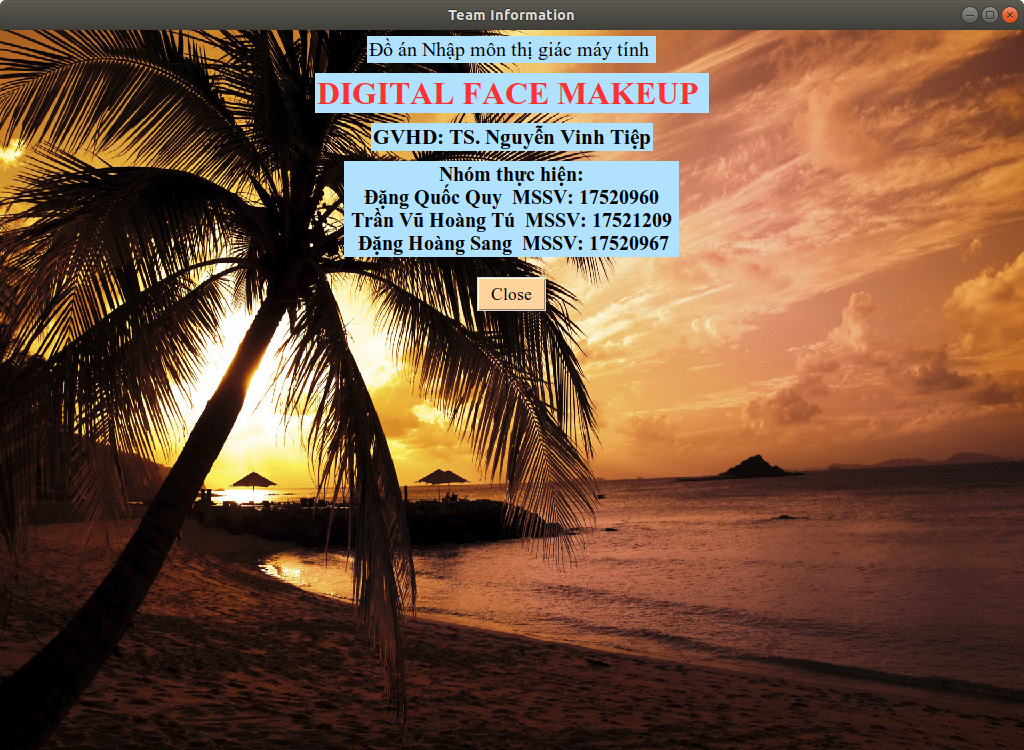 Team Information
Đồ án Nhập môn thị giác máy tính
DIGITAL FACE MAKEUP
GVHD: TS. Nguyễn Vinh Tiệp
Nhóm thực hiện:
Đặng Quốc Quy MSSV: 17520960
Trần Vũ Hoàng Tú MSSV: 17521209
Đặng Hoàng Sang MSSV: 17520967
Close